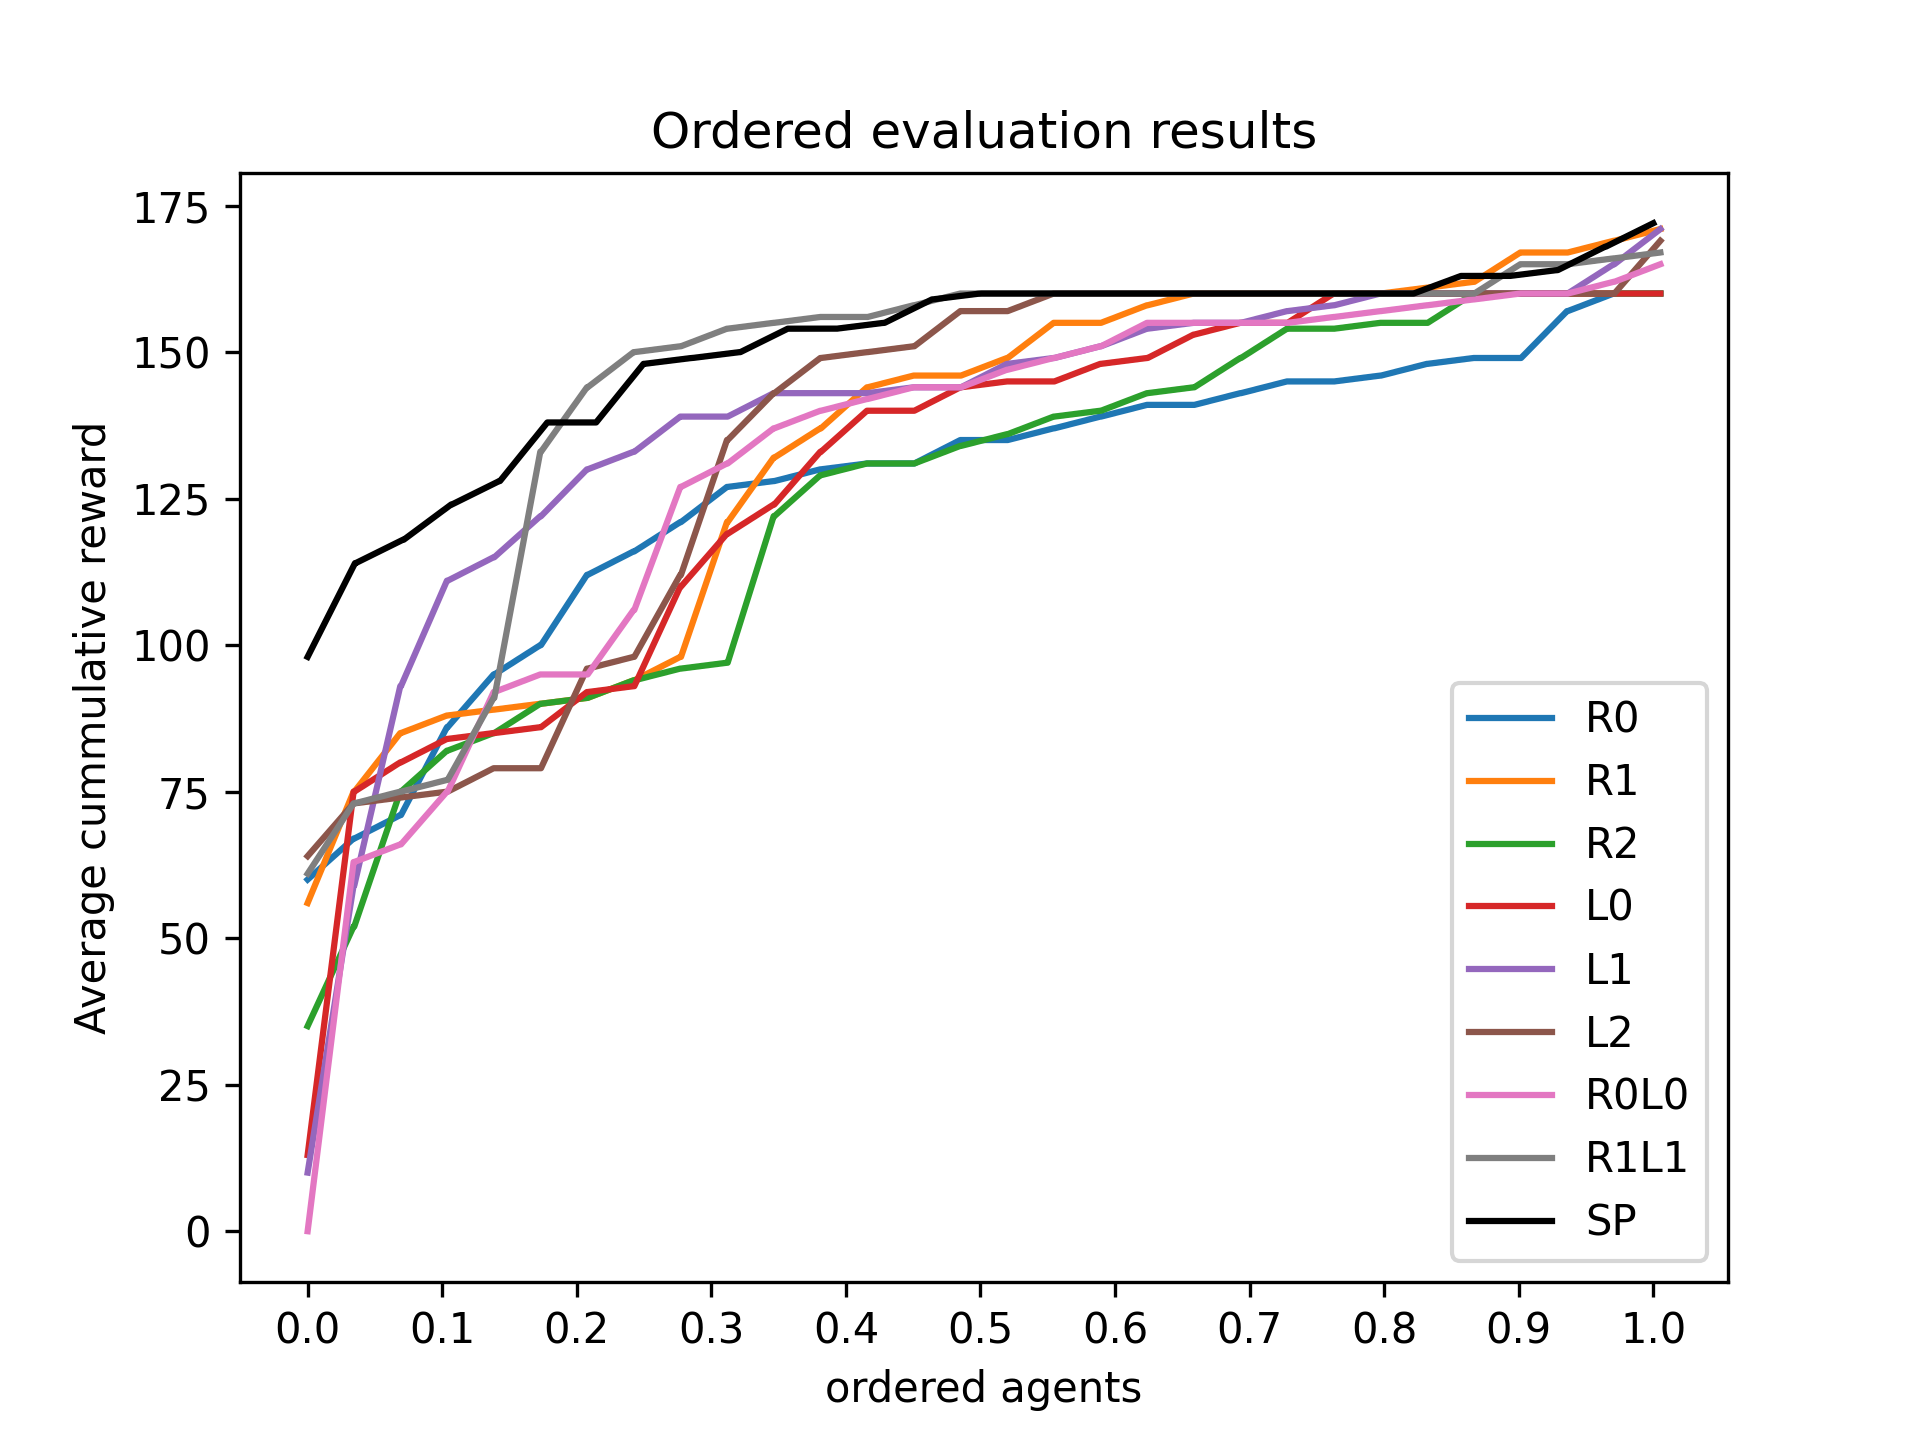 Ordered evaluation results
Average cummulative reward
175
150
125
100
75
50
25
0
0.0 0.1 0.2 0.3 0.4 0.5 0.6 0.7 0.8 0.9 1.0
ordered agents
R0
R1
R2
L0
L1
L2
R0L0
R1L1
SP